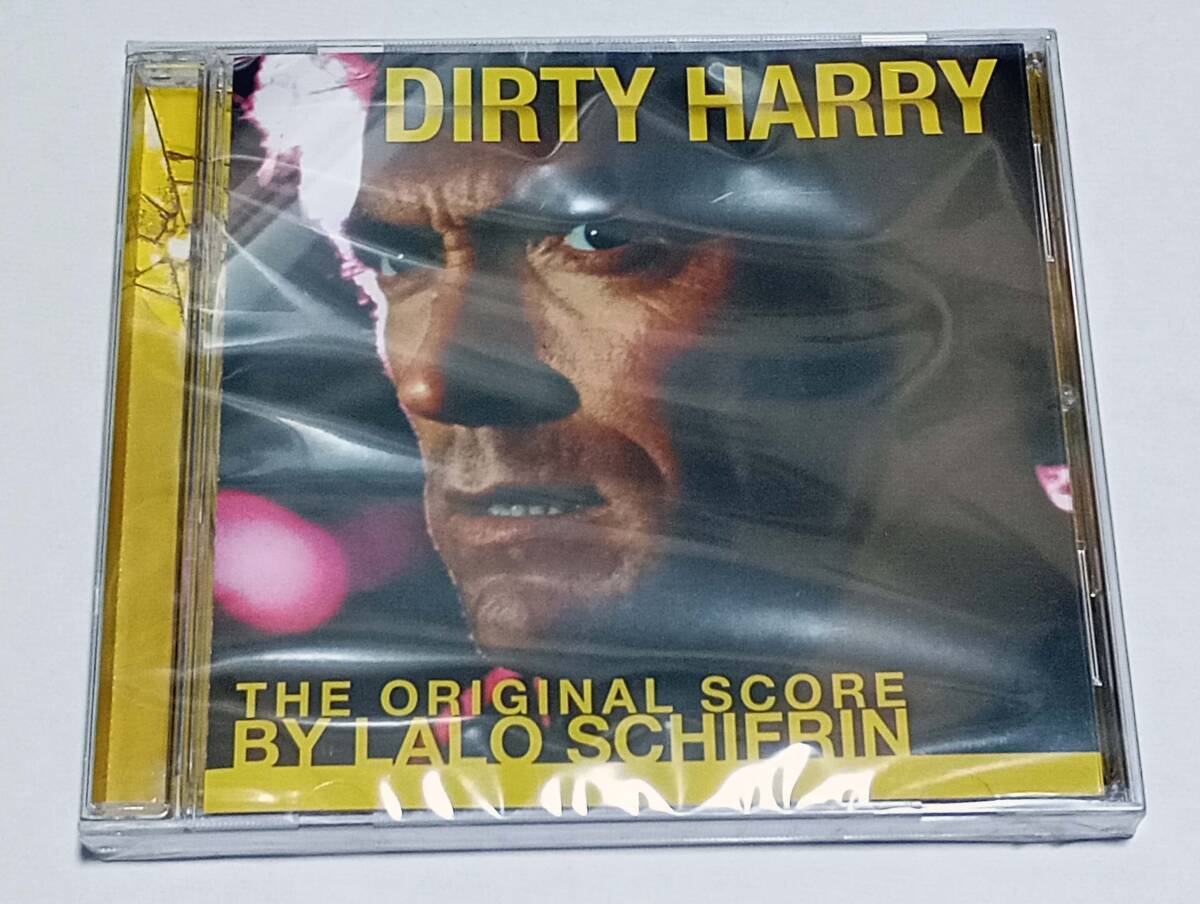 DIRTY HARRY
THE ORIGINAL SCORE
BY LALO SCHIFRIN